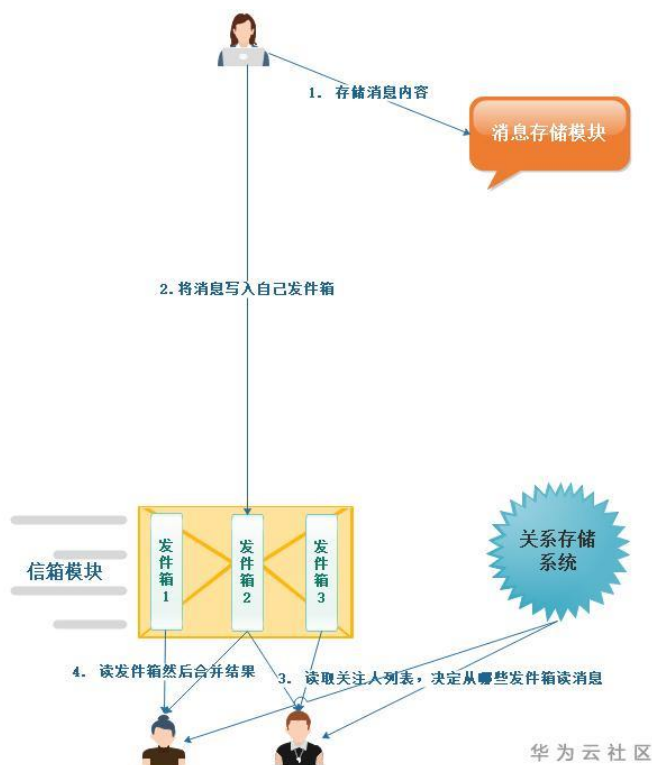 1. 存储消息内容
消息存储模块
2.将消息写入自己发件箱
发件箱1
发件箱2
发件箱3
信箱模块
关系存储
系统
4. 读发件箱然后合并结果
3. 读取关注人列表，决定从哪些发件箱读消息
华为云社区